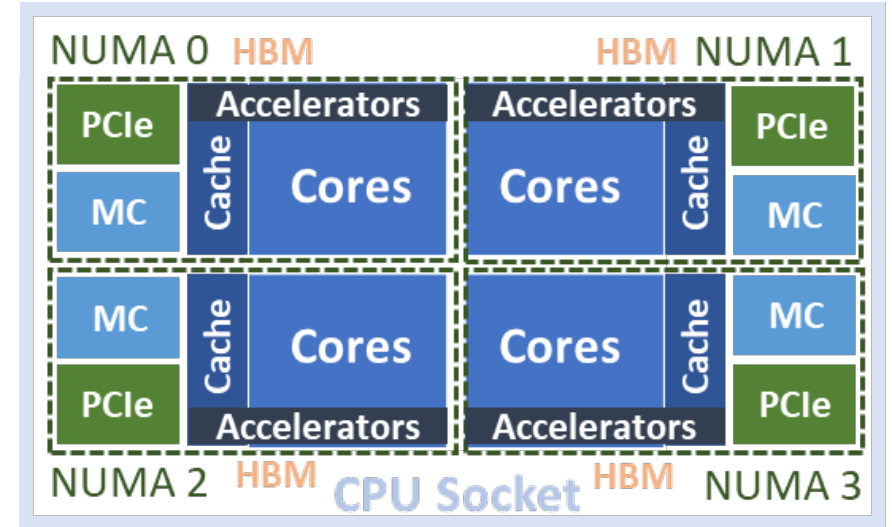 NUMA 0 HBM HBM NUMA 1
PCIe Accelerators Accelerators PCIe
Cache Cores Cores Cache
MC MC
MC MC
Cache Cores Cores Cache
PCIe Accelerators Accelerators PCIe
NUMA 2 HBM CPU Socket HBM NUMA 3